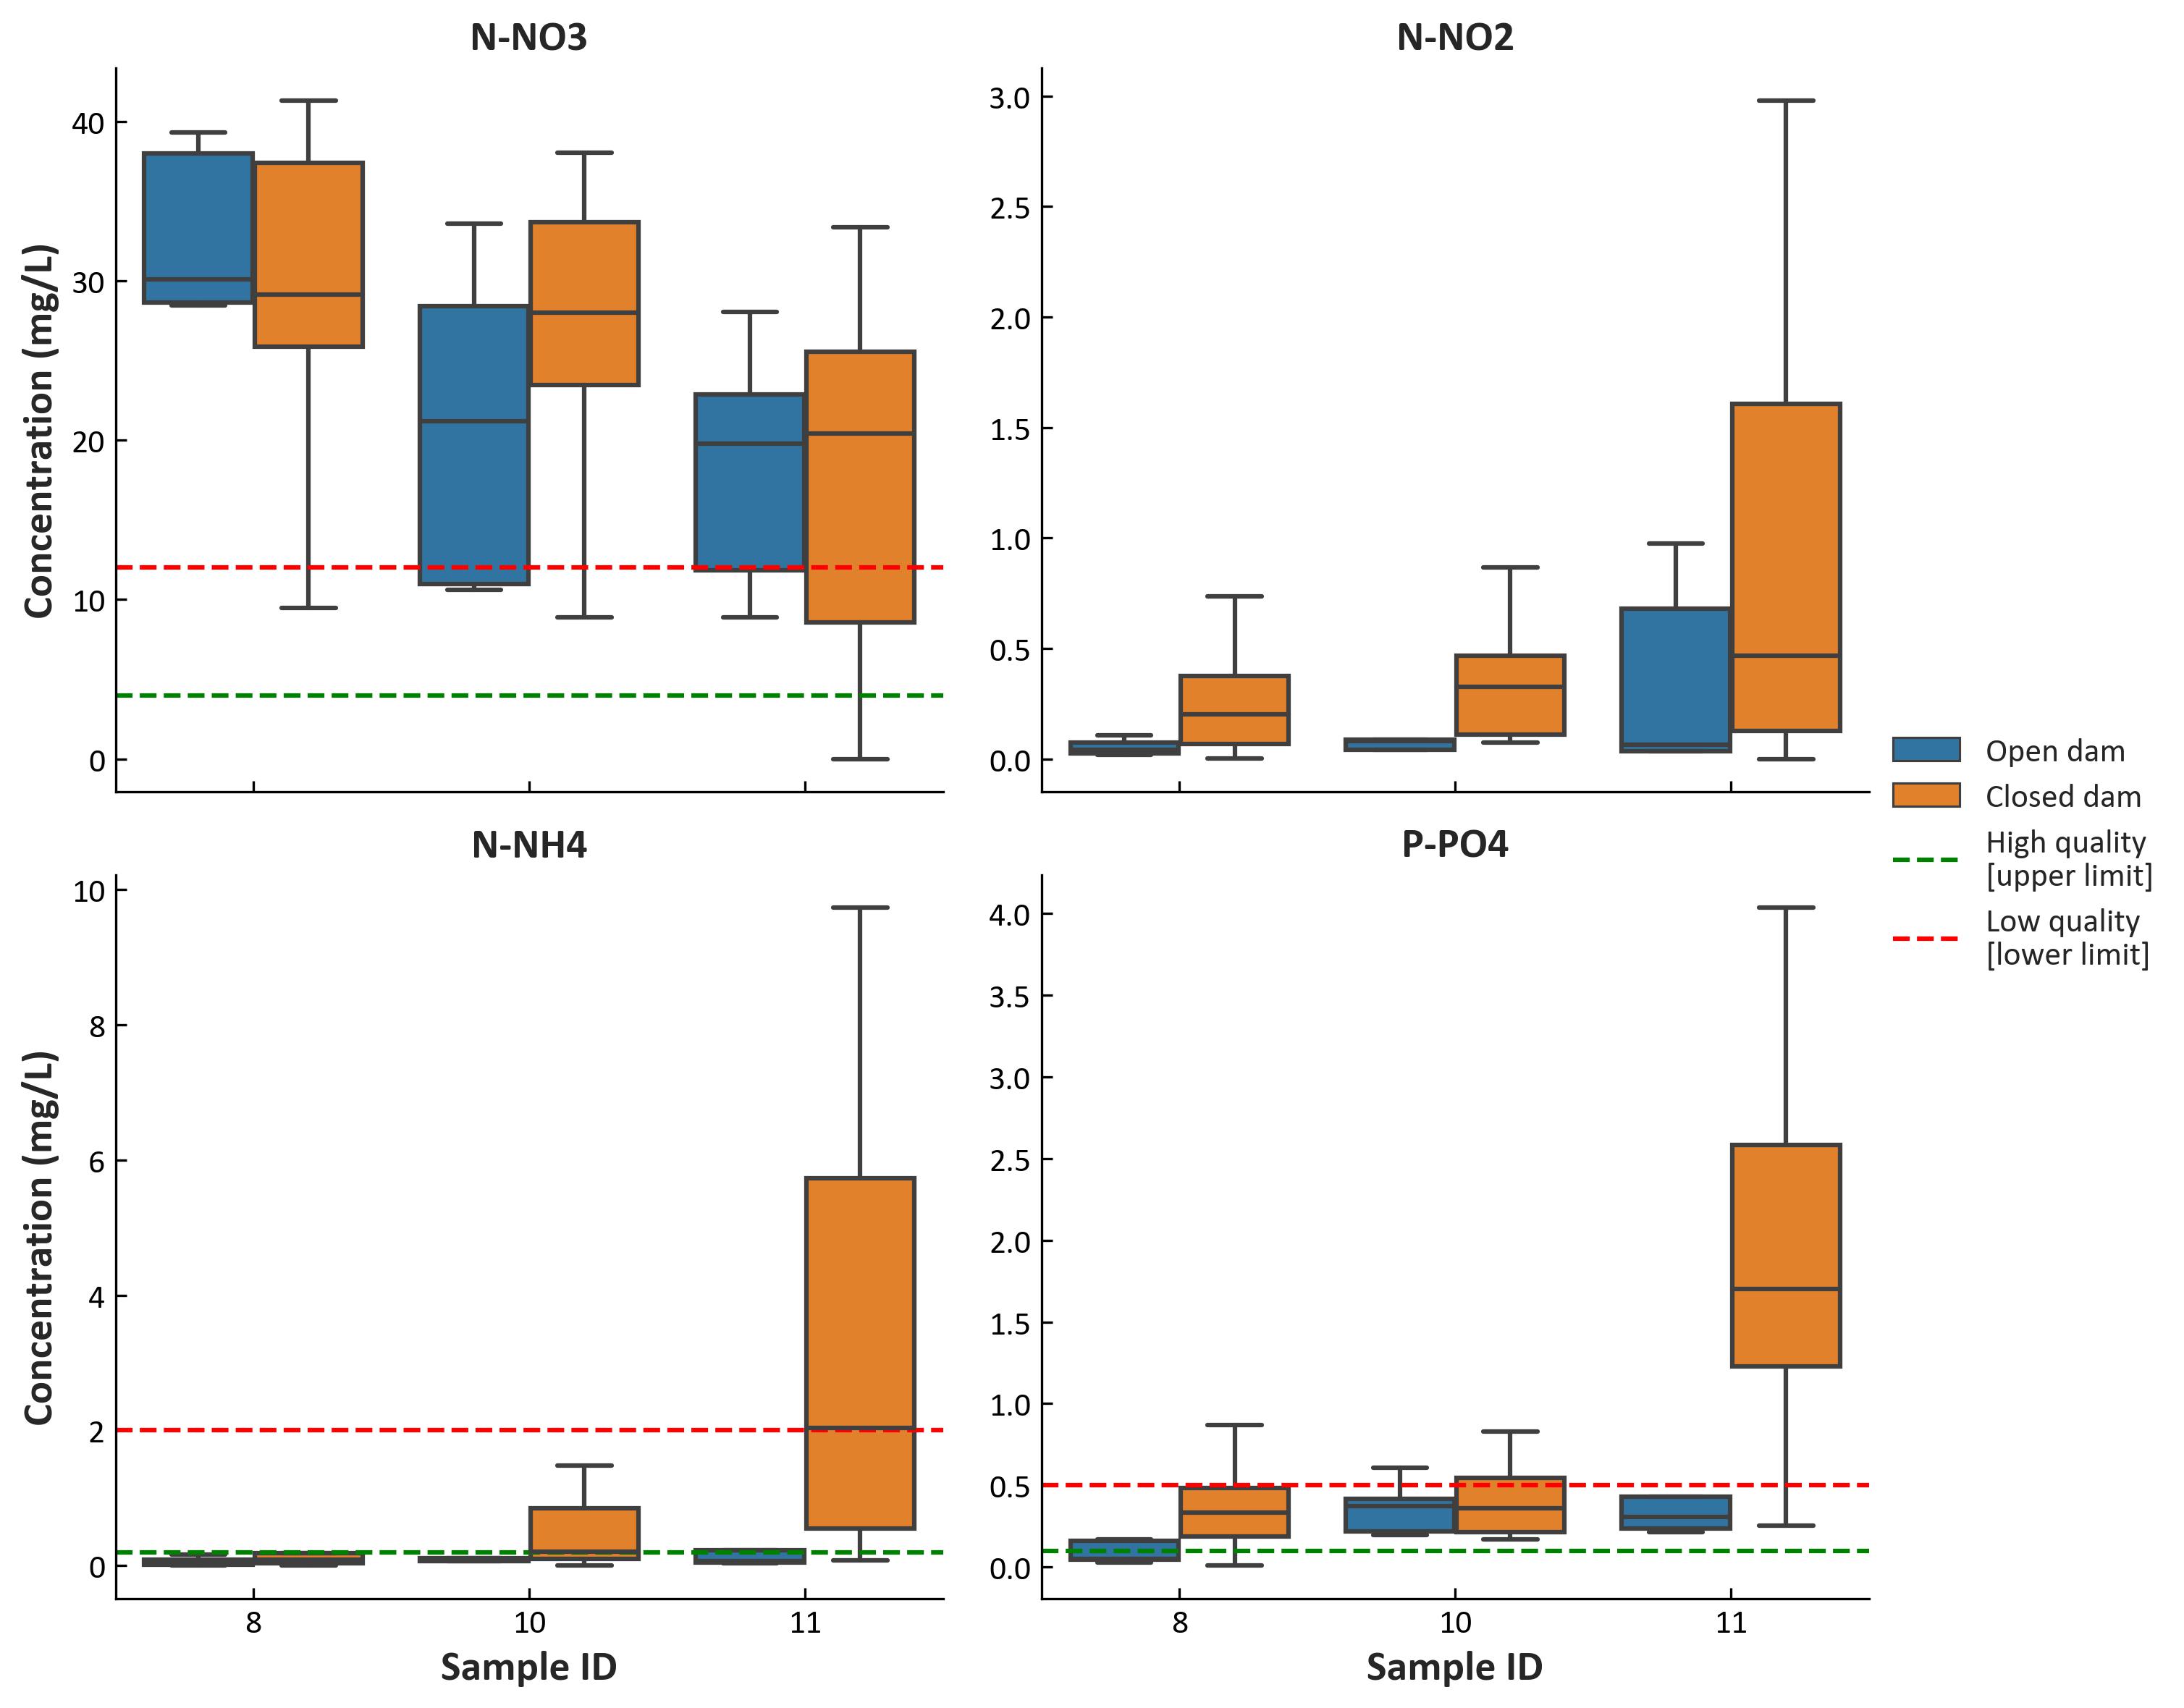 N-NO3
N-NO2
Concentration (mg/L)
40
30
20
10
0
3.0
2.5
2.0
1.5
1.0
0.5
0.0
Open dam
Closed dam
High quality
[upper limit]
Low quality
[lower limit]
N-NH4
P-PO4
Concentration (mg/L)
10
8
6
4
2
0
4.0
3.5
3.0
2.5
2.0
1.5
1.0
0.5
0.0
8
10
11
8
10
11
Sample ID
Sample ID